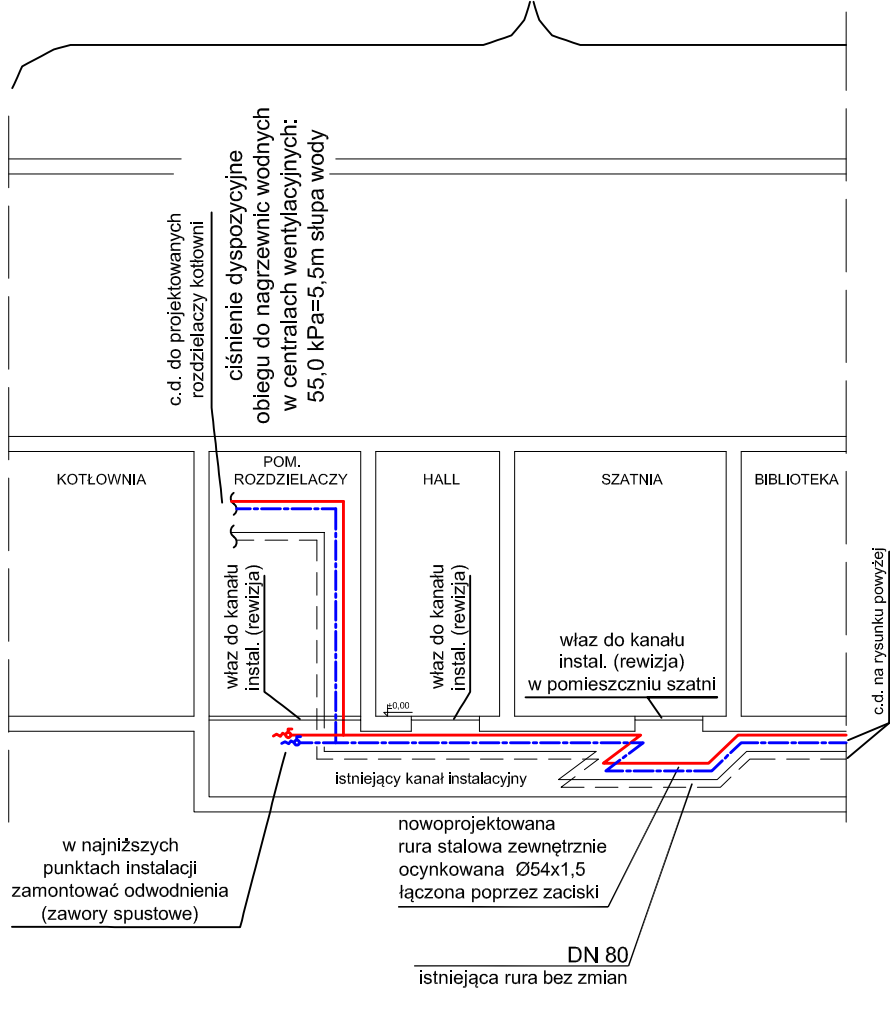 c.d. do projektowanych
rozdzielaczy kotłowni
ciśnienie dyspozycyjne
obiegu do nagrzewnic wodnych
w centralach wentylacyjnych:
55,0 kPa=5,5m słupa wody
KOTŁOWNIA
POM.
ROZDZIELACZY
HALL
SZATNIA
BIBLIOTEKA
właz do kanału
instal. (rewizja)
właz do kanału
instal. (rewizja)
właz do kanału
instal. (rewizja)
w pomieszczniu szatni
c.d. na rysunku powyżej
±0,00
istniejący kanał instalacyjny
w najniższych
punktach instalacji
zamontować odwodnienia
(zawory spustowe)
nowoprojektowana
rura stalowa zewnętrznie
ocynkowana Ø54x1,5
łączona poprzez zaciski
DN 80
istniejąca rura bez zmian